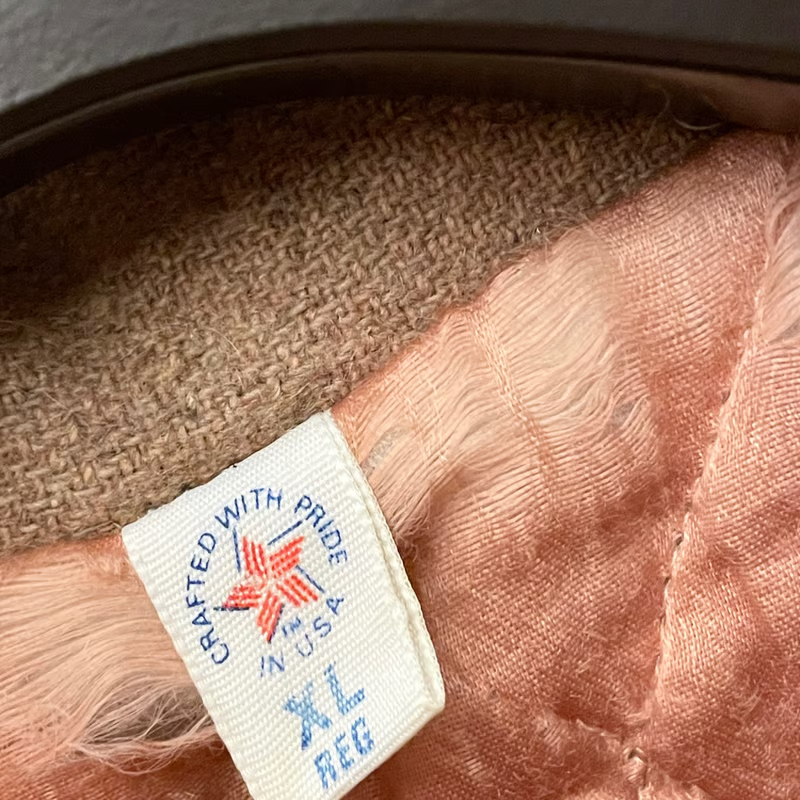 CRAFTED WITH PRIDE
IN USA
XL
REG